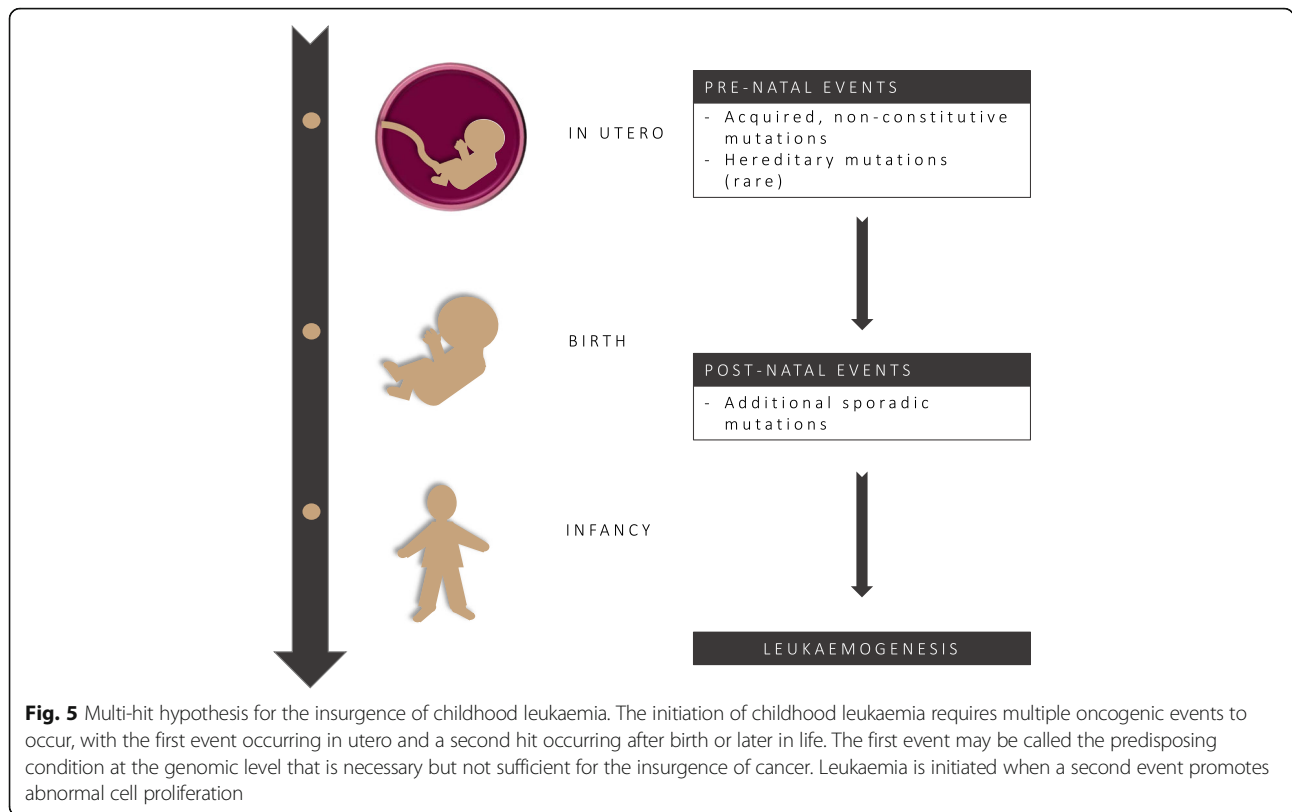 IN UTERO
PRE-NATAL EVENTS
- Acquired, non-constitutive
mutations
- Hereditary mutations
(rare)
BIRTH
POST-NATAL EVENTS
- Additional sporadic
mutations
INFANCY
LEUKAEMOGENESIS
Fig. 5 Multi-hit hypothesis for the insurgence of childhood leukaemia. The initiation of childhood leukaemia requires multiple oncogenic events to
occur, with the first event occurring in utero and a second hit occurring after birth or later in life. The first event may be called the predisposing
condition at the genomic level that is necessary but not sufficient for the insurgence of cancer. Leukaemia is initiated when a second event promotes
abnormal cell proliferation